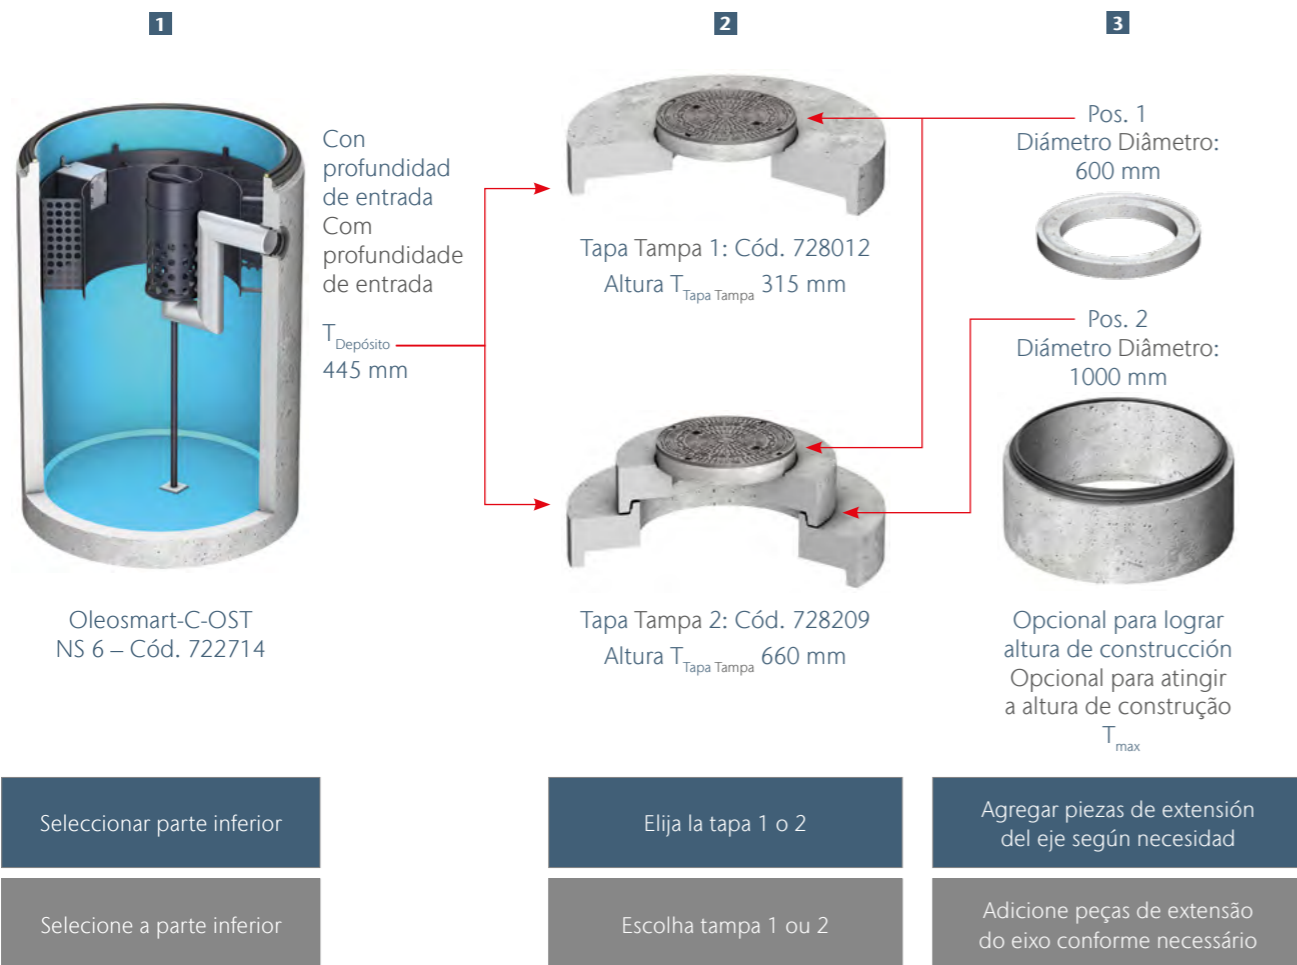 1
Con
profundidad
de entrada
Com
profundidade
de entrada
T Depósito
445 mm
Oleosmart-C-OST
NS 6 – Cód. 722714
Seleccionar parte inferior
Selecione a parte inferior
2
Tapa Tampa 1: Cód. 728012
Altura T Tapa Tampa 315 mm
Tapa Tampa 2: Cód. 728209
Altura T Tapa Tampa 660 mm
Elija la tapa 1 o 2
Escolha tampa 1 ou 2
3
Pos. 1
Diámetro Diâmetro:
600 mm
Pos. 2
Diámetro Diâmetro:
1000 mm
Opcional para lograr
altura de construcción
Opcional para atingir
a altura de construção
T max
Agregar piezas de extensión
del eje según necesidad
Adicione peças de extensão
do eixo conforme necessário